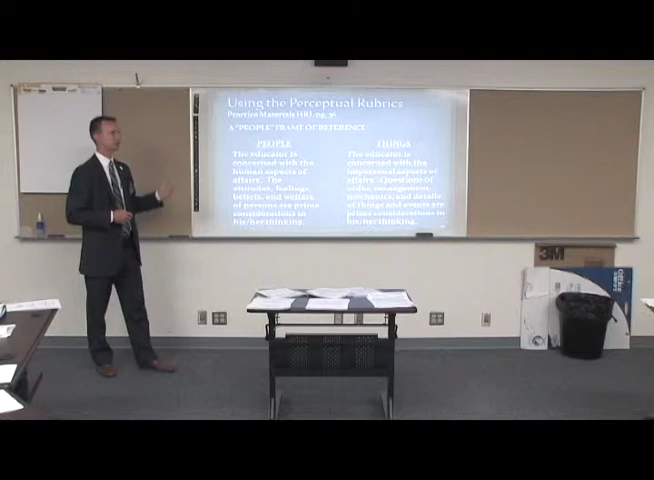 Using the Perceptual Rubrics
Practice Materials HRI, pg. 36
A "PEOPLE" FRAME OF REFERENCE
PEOPLE
The educator is
concerned with the
human aspects of
affairs. The
attitudes, feelings,
beliefs, and welfare
of persons are prime
considerations in
his/her thinking.
THINGS
The educator is
concerned with the
impersonal aspects of
affairs. Questions of
order, management,
mechanics, and details
of things and events are
prime considerations in
his/her thinking.
3M